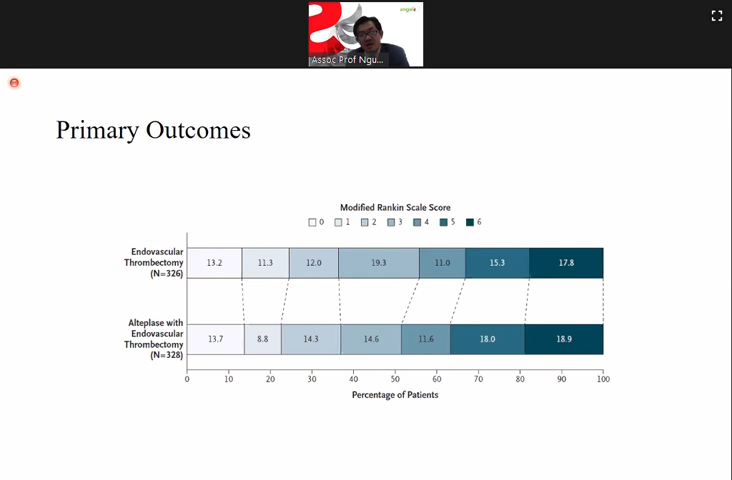 angels
Assoc Prof Ngu...
Primary Outcomes
Modified Rankin Scale Score
0 1 2 3 4 5 6
Endovascular
Thrombectomy
(N=326)
13.2 11.3 12.0 19.3 11.0 15.3 17.8
Alteplase with
Endovascular
Thrombectomy
(N=328)
13.7 8.8 14.3 14.6 11.6 18.0 18.9
0 10 20 30 40 50 60 70 80 90 100
Percentage of Patients